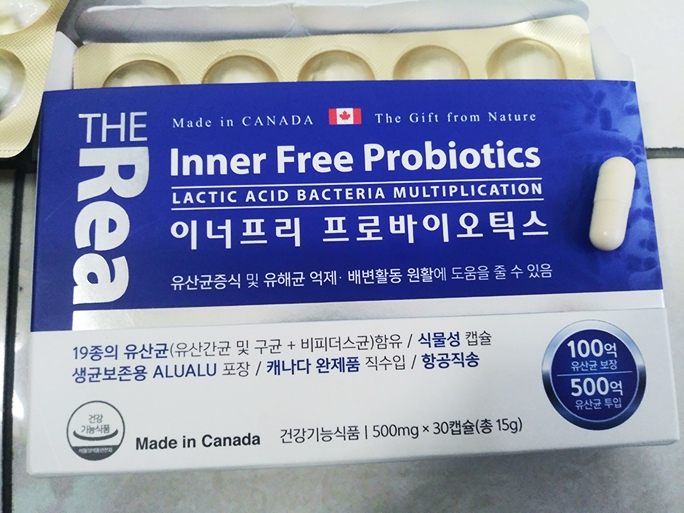 THE Real
Made in CANADA The Gift from Nature
Inner Free Probiotics
LACTIC ACID BACTERIA MULTIPLICATION
이너프리 프로바이오틱스
유산균증식 및 유해균 억제· 배변활동 원활에 도움을 줄 수 있음
19종의 유산균(유산간균 및 구균 + 비피더스균)함유 / 식물성 캡슐
생균보존용 ALUALU 포장 / 캐나다 완제품 직수입 / 항공직송
100억
유산균 보장
500억
유산균 투입
건강
기능식품
Made in Canada
건강기능식품 | 500mg × 30캡슐(총 15g)